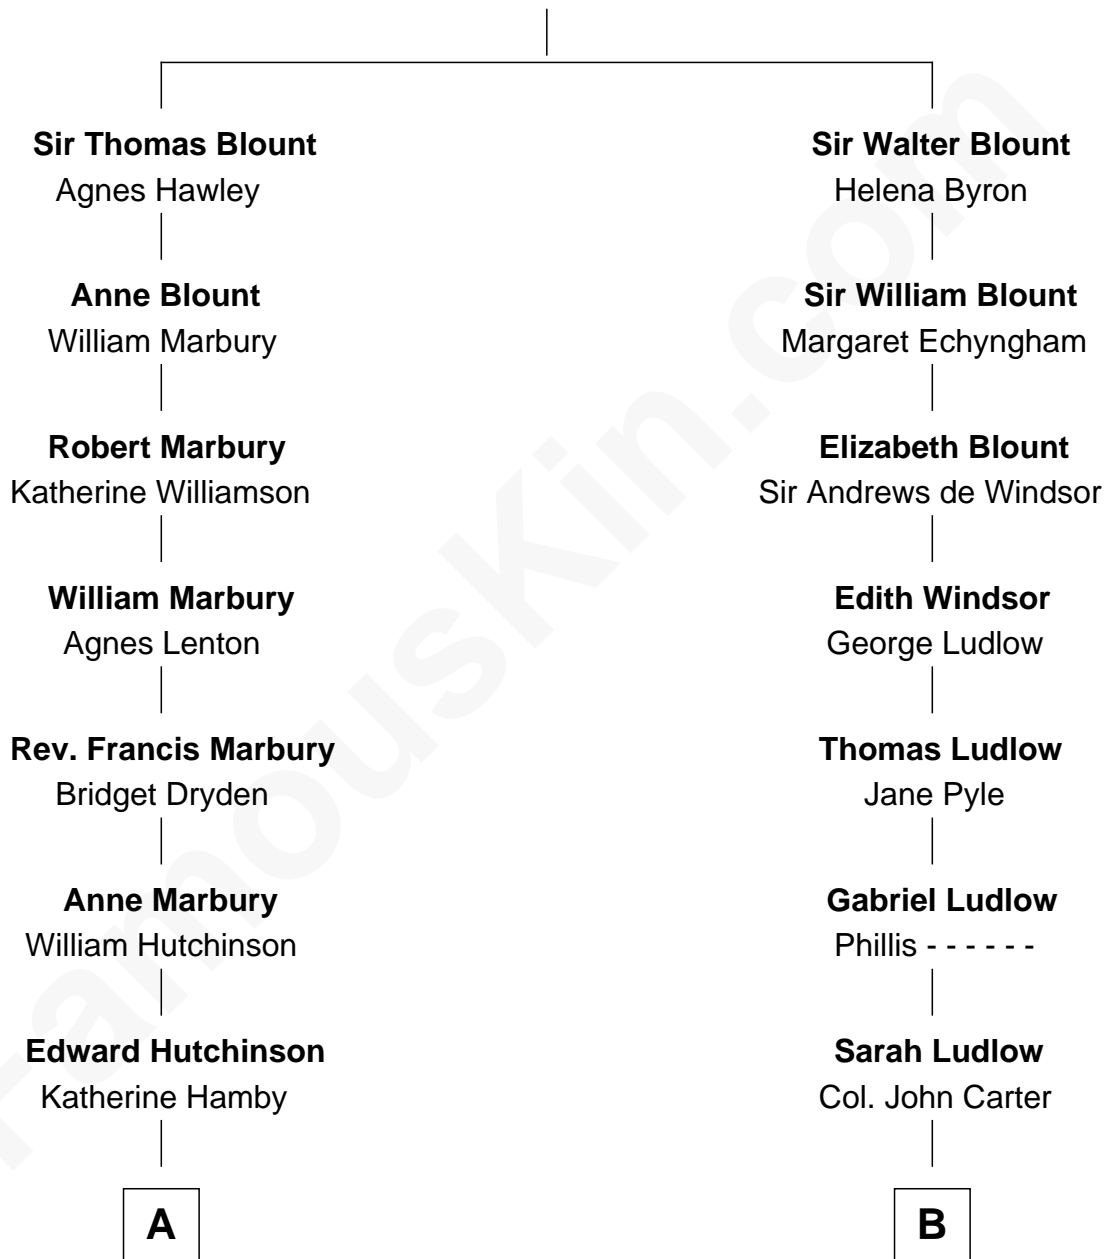 Sir Thomas Blount
Agnes Hawley
Anne Blount
William Marbury
Robert Marbury
Katherine Williamson
William Marbury
Agnes Lenton
Rev. Francis Marbury
Bridget Dryden
Anne Marbury
William Hutchinson
Edward Hutchinson
Katherine Hamby
A
Sir Walter Blount
Helena Byron
Sir William Blount
Margaret Echyngham
Elizabeth Blount
Sir Andrews de Windsor
Edith Windsor
George Ludlow
Thomas Ludlow
Jane Pyle
Gabriel Ludlow
Phillis - - - - - -
Sarah Ludlow
Col. John Carter
B
FamousKin.com